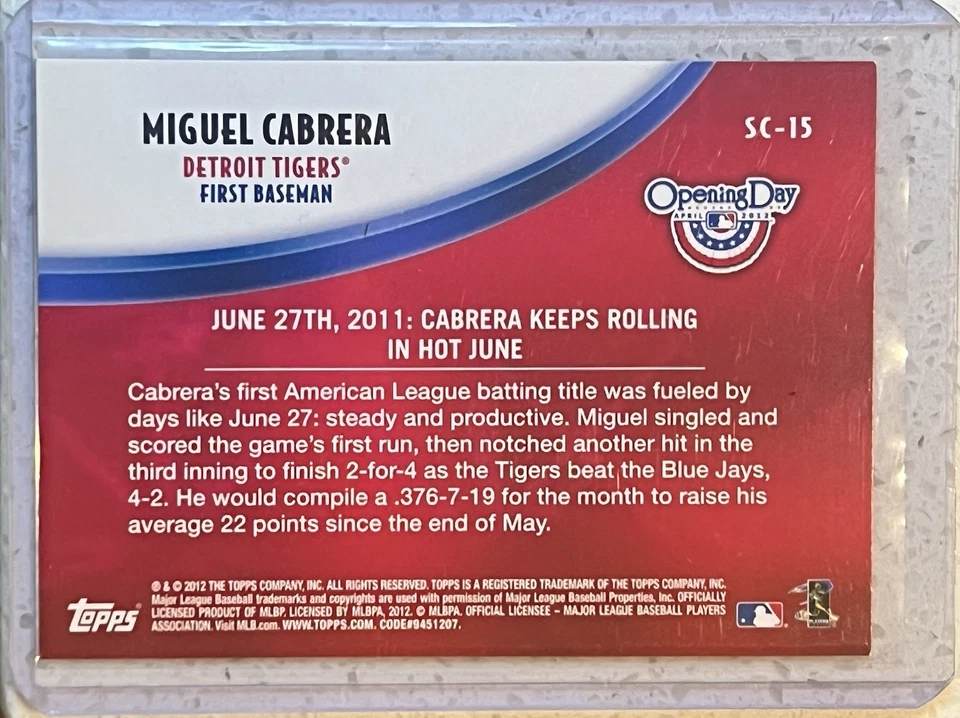 MIGUEL CABRERA
DETROIT TIGERS®
FIRST BASEMAN
SC-15
Opening Day
APRIL 2012
JUNE 27TH, 2011: CABRERA KEEPS ROLLING
IN HOT JUNE
Cabrera's first American League batting title was fueled by
days like June 27: steady and productive. Miguel singled and
scored the game's first run, then notched another hit in the
third inning to finish 2-for-4 as the Tigers beat the Blue Jays,
4-2. He would compile a .376-7-19 for the month to raise his
average 22 points since the end of May.
Topps
® & © 2012 THE TOPPS COMPANY, INC. ALL RIGHTS RESERVED. TOPPS IS A REGISTERED TRADEMARK OF THE TOPPS COMPANY, INC.
Major League Baseball trademarks and copyrights are used with permission of Major League Baseball Properties, Inc. OFFICIALLY
LICENSED PRODUCT OF MLBP. LICENSED BY MLBPA, 2012. © MLBPA. OFFICIAL LICENSEE – MAJOR LEAGUE BASEBALL PLAYERS
ASSOCIATION. Visit MLB.com. WWW.TOPPS.COM. CODE#9451207.